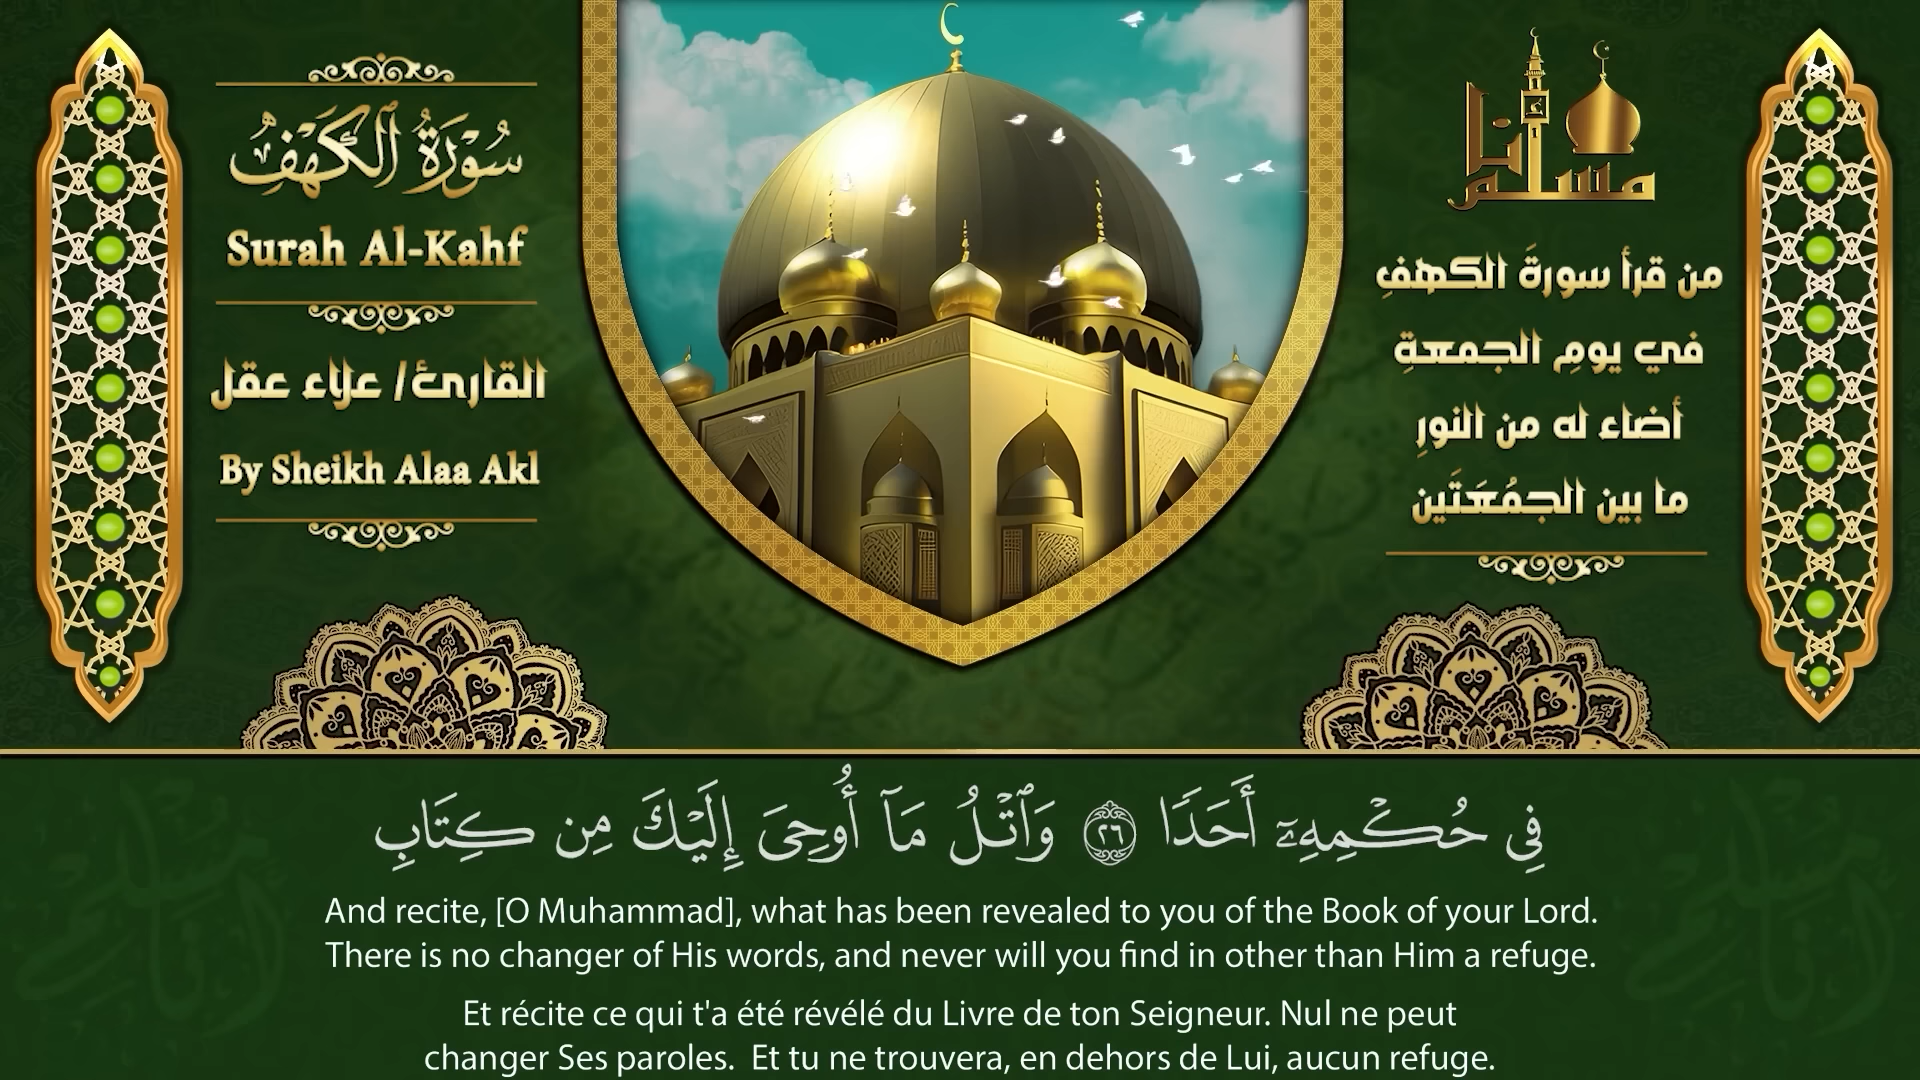 سُورَةُ ٱلْكَهْفِ
Surah Al-Kahf
القارئ/ علاء عقل
By Sheikh Alaa Akl
أنا
مسلم
من قرأ سورةَ الكهفِ
في يومِ الجمعةِ
أضاء له من النورِ
ما بين الجمُعَتَين
فِي حُكْمِهِۦٓ أَحَدًا ٢٦ وَٱتْلُ مَآ أُوحِىَ إِلَيْكَ مِن كِتَابِ
And recite, [O Muhammad], what has been revealed to you of the Book of your Lord.
There is no changer of His words, and never will you find in other than Him a refuge.
Et récite ce qui t'a été révélé du Livre de ton Seigneur. Nul ne peut
changer Ses paroles. Et tu ne trouvera, en dehors de Lui, aucun refuge.